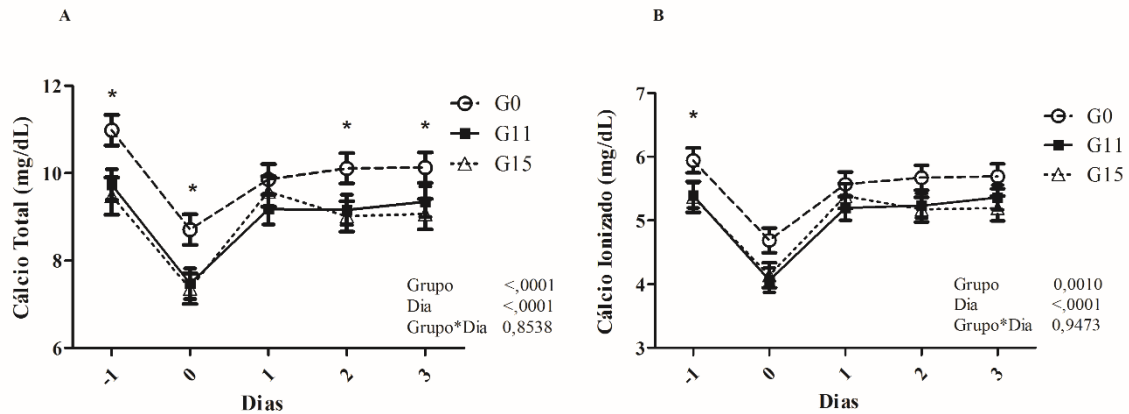 A
Cálcio Total (mg/dL)
12
10
8
6
*
*
*
*
G0
G11
G15
Grupo <,0001
Dia <,0001
Grupo*Dia 0,8538
-1 0 1 2 3
Dias
B
Cálcio Ionizado (mg/dL)
7
6
5
4
3
*
G0
G11
G15
Grupo 0,0010
Dia <,0001
Grupo*Dia 0,9473
-1 0 1 2 3
Dias